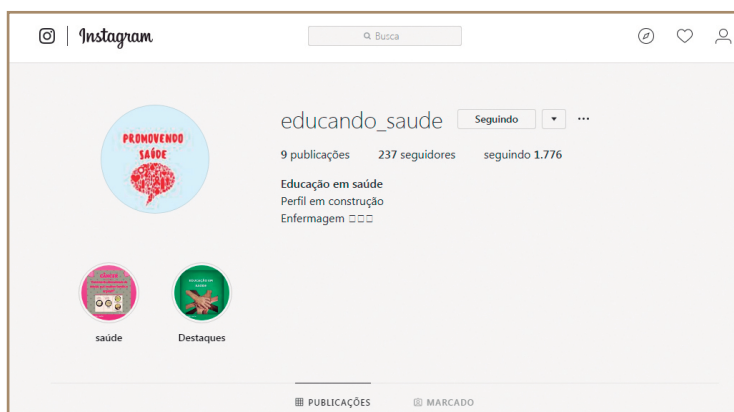 Instagram
Busca
educando_saude Seguindo
9 publicações 237 seguidores seguindo 1.776
Educação em saúde
Perfil em construção
Enfermagem □□□
PROMOVENDO
SAÚDE
EDUCAÇÃO EM
SAÚDE
saúde Destaques
PUBLICAÇÕES MARCADO